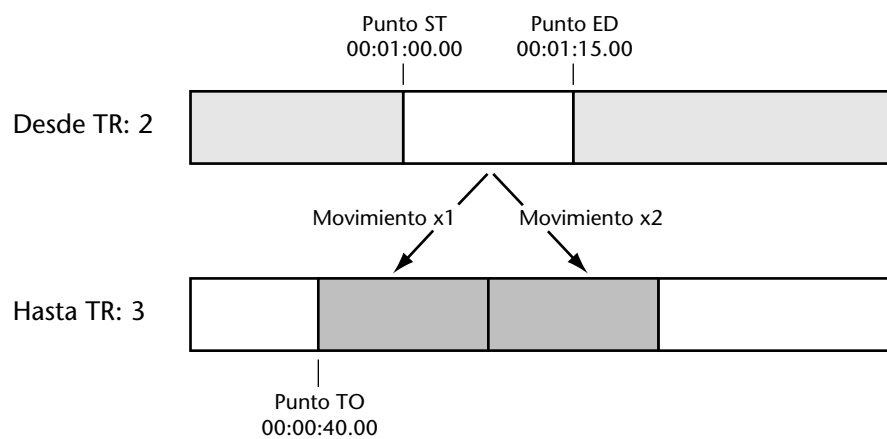 Punto ST
00:01:00.00
Punto ED
00:01:15.00
Desde TR: 2
Movimiento x1
Movimiento x2
Hasta TR: 3
Punto TO
00:00:40.00